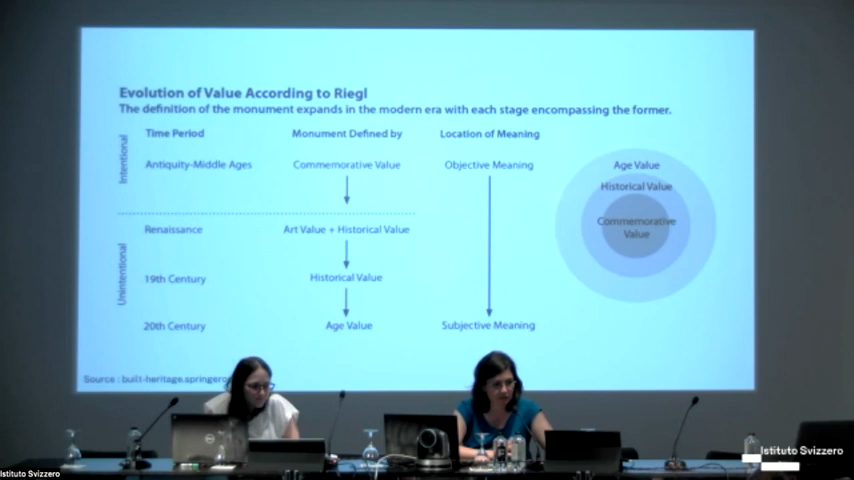 Evolution of Value According to Riegl
The definition of the monument expands in the modern era with each stage encompassing the former.
Time Period
Monument Defined by
Location of Meaning
Intentional
Antiquity-Middle Ages
Commemorative Value
Objective Meaning
Age Value
Historical Value
Commemorative
Value
Unintentional
Renaissance
Art Value + Historical Value
19th Century
Historical Value
20th Century
Age Value
Subjective Meaning
Source : built-heritage.springero
DELL
Istituto Svizzero
Istituto Svizzero